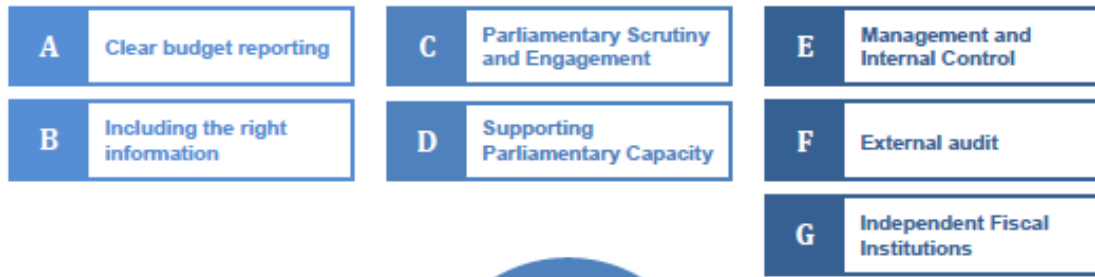 A
Clear budget reporting
B
Including the right
information
C
Parliamentary Scrutiny
and Engagement
D
Supporting
Parliamentary Capacity
E
Management and
Internal Control
F
External audit
G
Independent Fiscal
Institutions